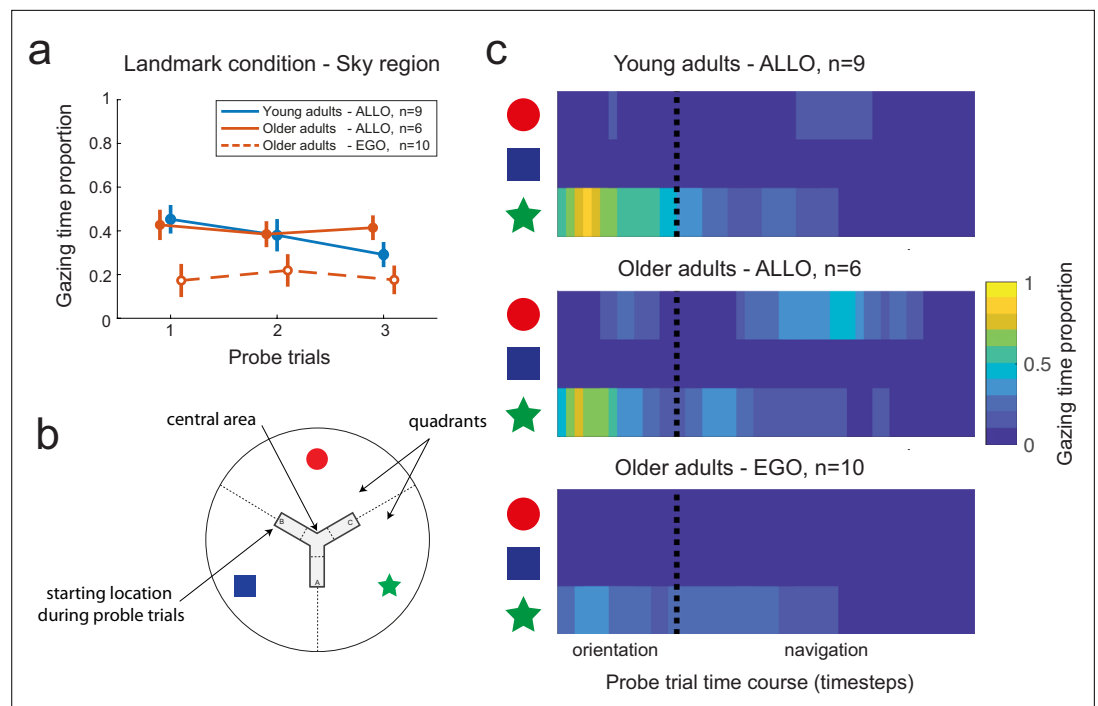 a
Landmark condition - Sky region
Gazing time proportion
1
0.8
0.6
0.4
0.2
0
Young adults - ALLO, n=9
Older adults - ALLO, n=6
Older adults - EGO, n=10
1
2
3
Probe trials
b
central area
quadrants
B
C
A
starting location
during proble trials
c
Young adults - ALLO, n=9
Older adults - ALLO, n=6
1
0.5
0
Gazing time proportion
Older adults - EGO, n=10
orientation
navigation
Probe trial time course (timesteps)